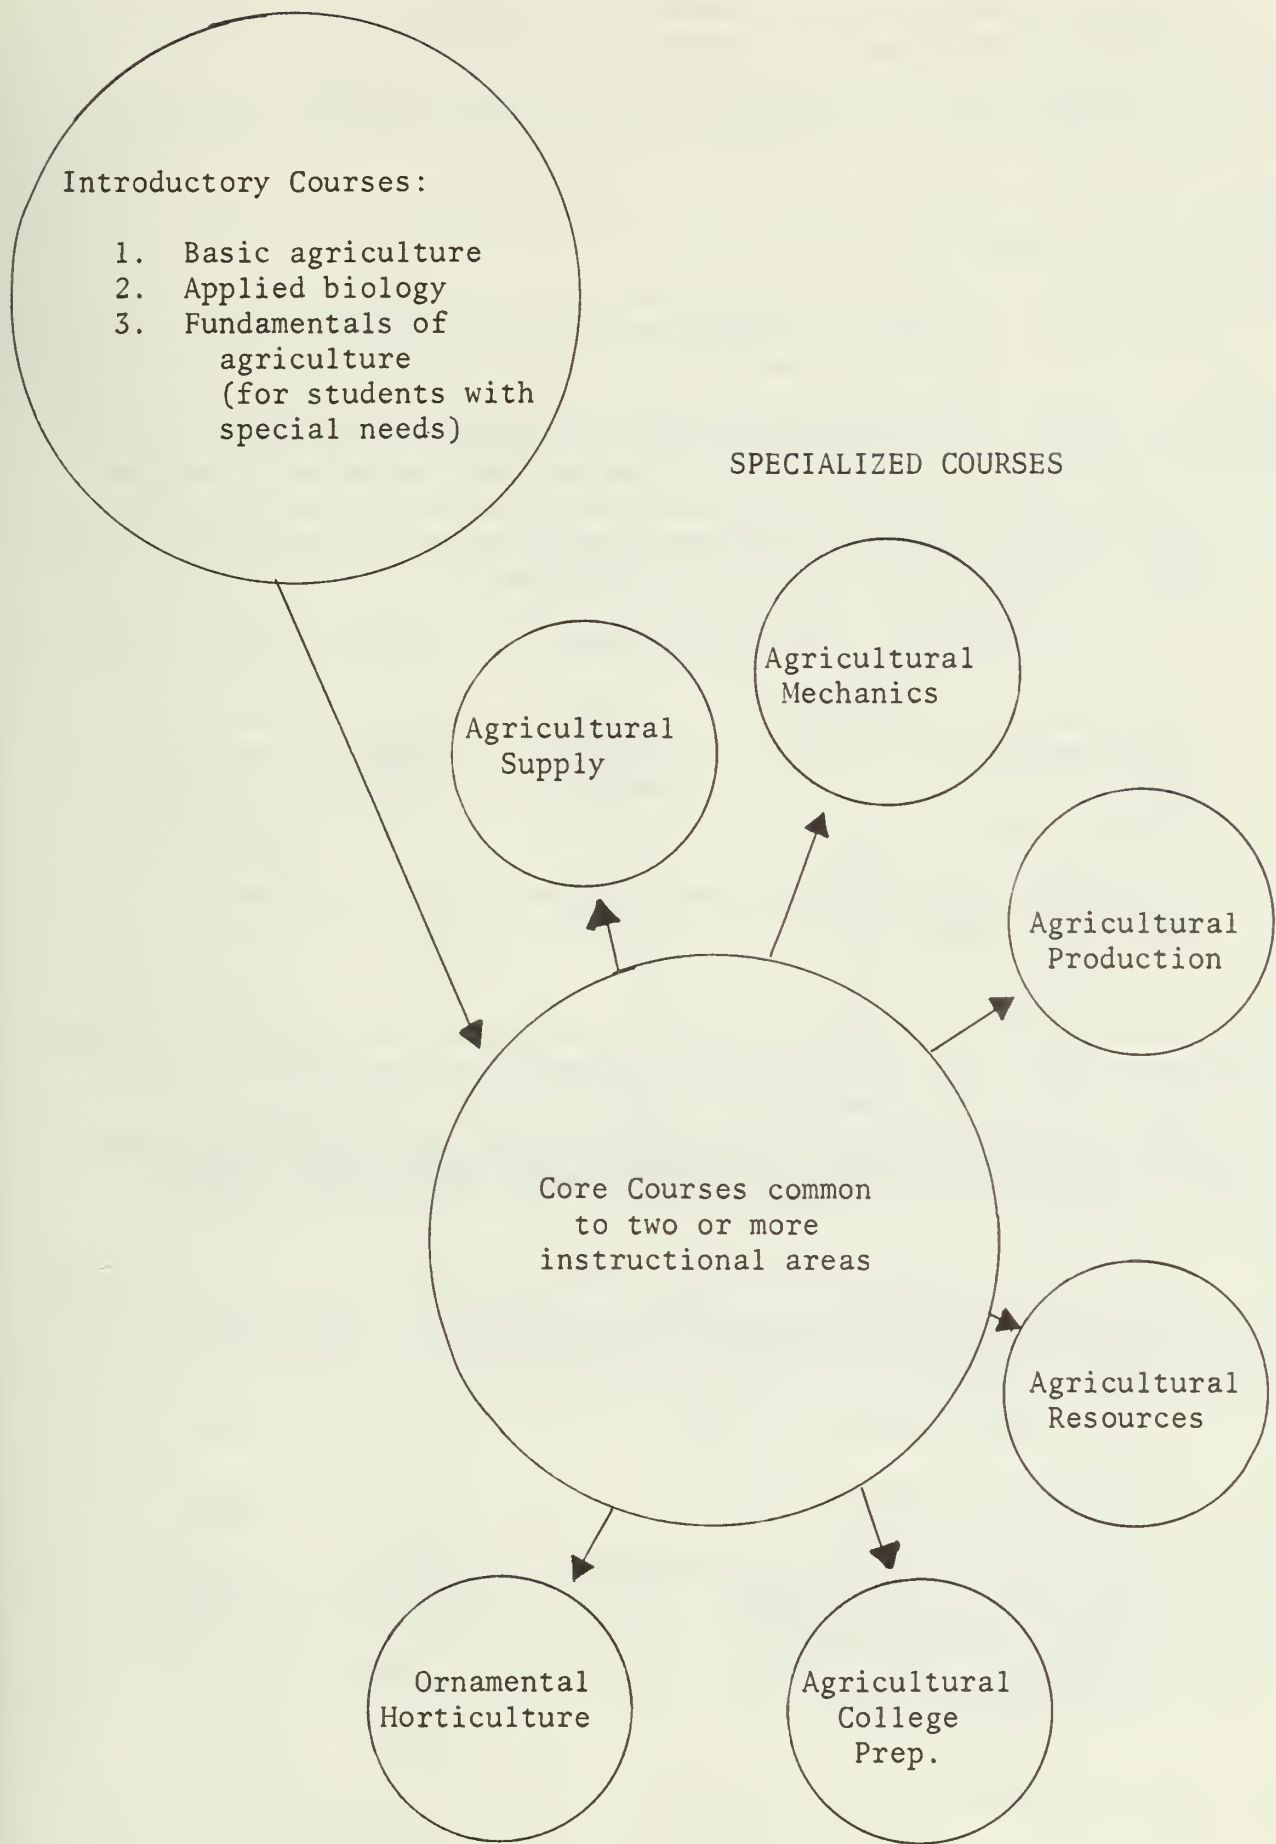 Introductory Courses:
1. Basic agriculture
2. Applied biology
3. Fundamentals of
agriculture
(for students with
special needs)
SPECIALIZED COURSES
Agricultural
Mechanics
Agricultural
Supply
Agricultural
Production
Core Courses common
to two or more
instructional areas
Agricultural
Resources
Ornamental
Horticulture
Agricultural
College
Prep.